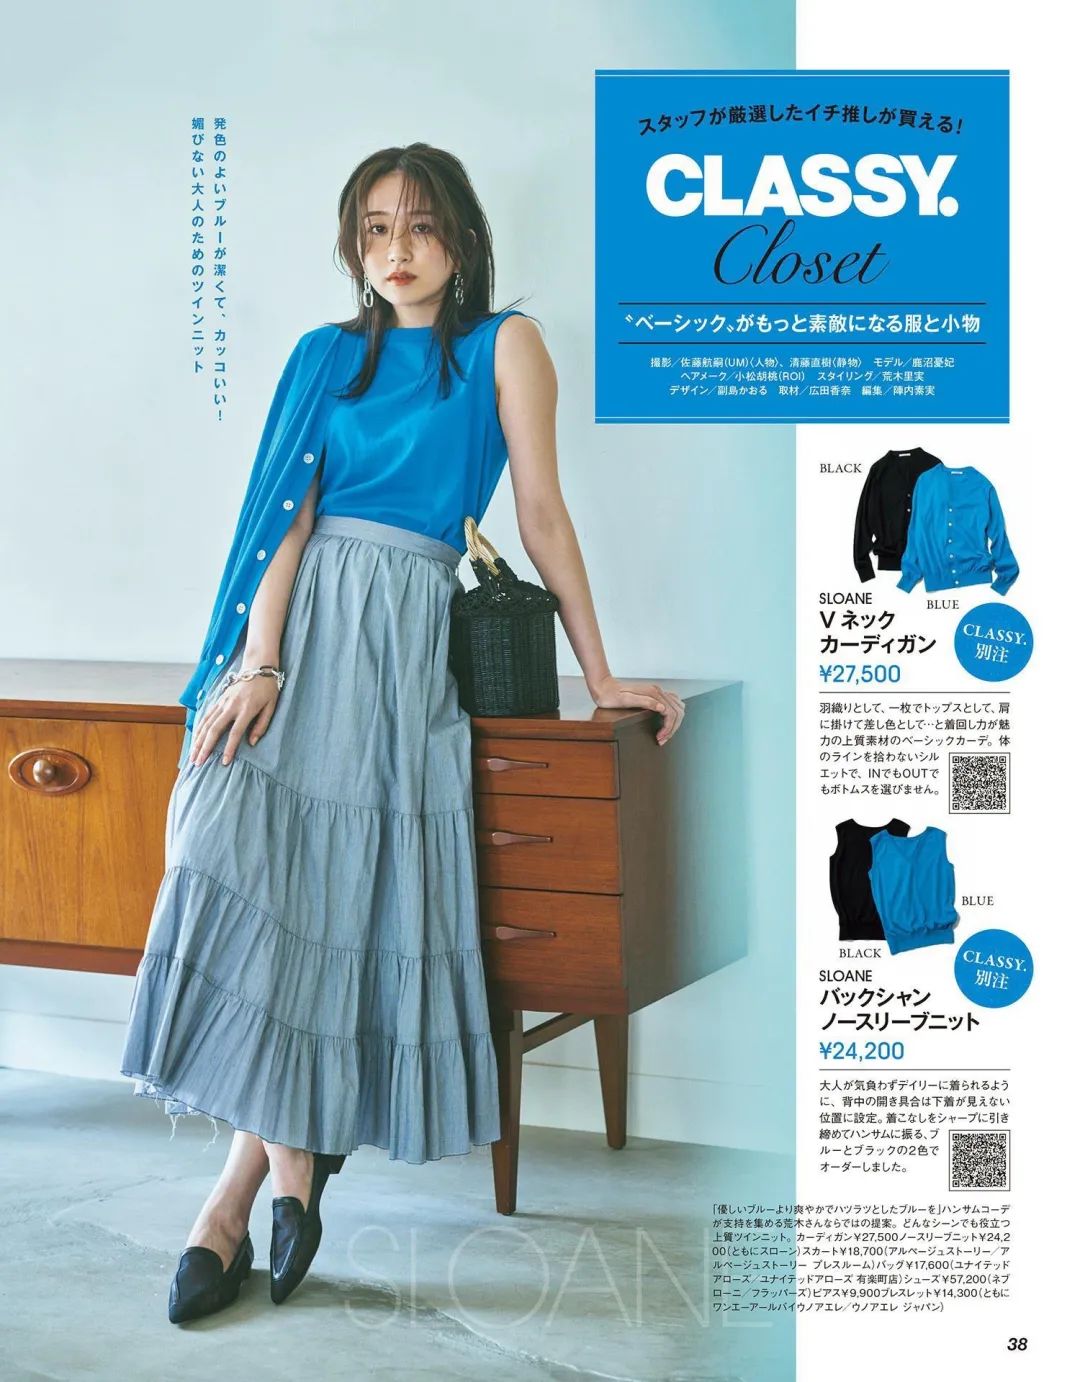 発色のよいブルーが潔くて、カッコいい！
媚びない大人のためのツインニット
スタッフが厳選したイチ推しが買える！
CLASSY.
Closet
〝ベーシック〟がもっと素敵になる服と小物
撮影／佐藤航嗣(UM)〈人物〉、清藤直樹〈静物〉 モデル／鹿沼憂妃
ヘアメーク／小松胡桃(ROI) スタイリング／荒木里実
デザイン／副島かおる 取材／広田香奈 編集／陣内素実
BLACK
BLUE
SLOANE
Vネック
カーディガン
¥27,500
CLASSY.
別注
羽織りとして、一枚でトップスとして、肩
に掛けて差し色として…と着回し力が魅
力の上質素材のベーシックカーデ。体
のラインを拾わないシル
エットで、INでもOUTで
もボトムスを選びません。
BLUE
BLACK
SLOANE
バックシャン
ノースリーブニット
¥24,200
CLASSY.
別注
大人が気負わずデイリーに着られるよう
に、背中の開き具合は下着が見えない
位置に設定。着こなしをシャープに引き
締めてハンサムに振る、ブ
ルーとブラックの2色で
オーダーしました。
「優しいブルーより爽やかでハツラツとしたブルーを」ハンサムコーデ
が支持を集める荒木さんならではの提案。どんなシーンでも役立つ
上質ツインニット。カーディガン¥27,500ノースリーブニット¥24,2
00(ともにスローン)スカート¥18,700(アルページュストーリー／ア
ルページュストーリー プレスルーム)バッグ¥17,600(ユナイテッド
アローズ／ユナイテッドアローズ 有楽町店)シューズ¥57,200(ネブ
ローニ／フラッパーズ)ピアス¥9,900ブレスレット¥14,300(ともに
ワンエーアールバイウノアエレ／ウノアエレ ジャパン)
SLOANE
38